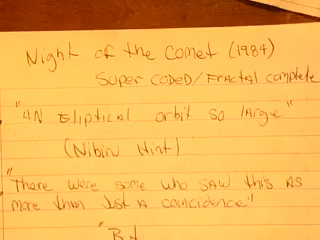 Night of the Comet (1984)
Super Coded/Fractal complete
"AN Eliptical orbit so large"
(Nibiru Hint)
"There were some who saw this as
more than just a coincidence"
"But